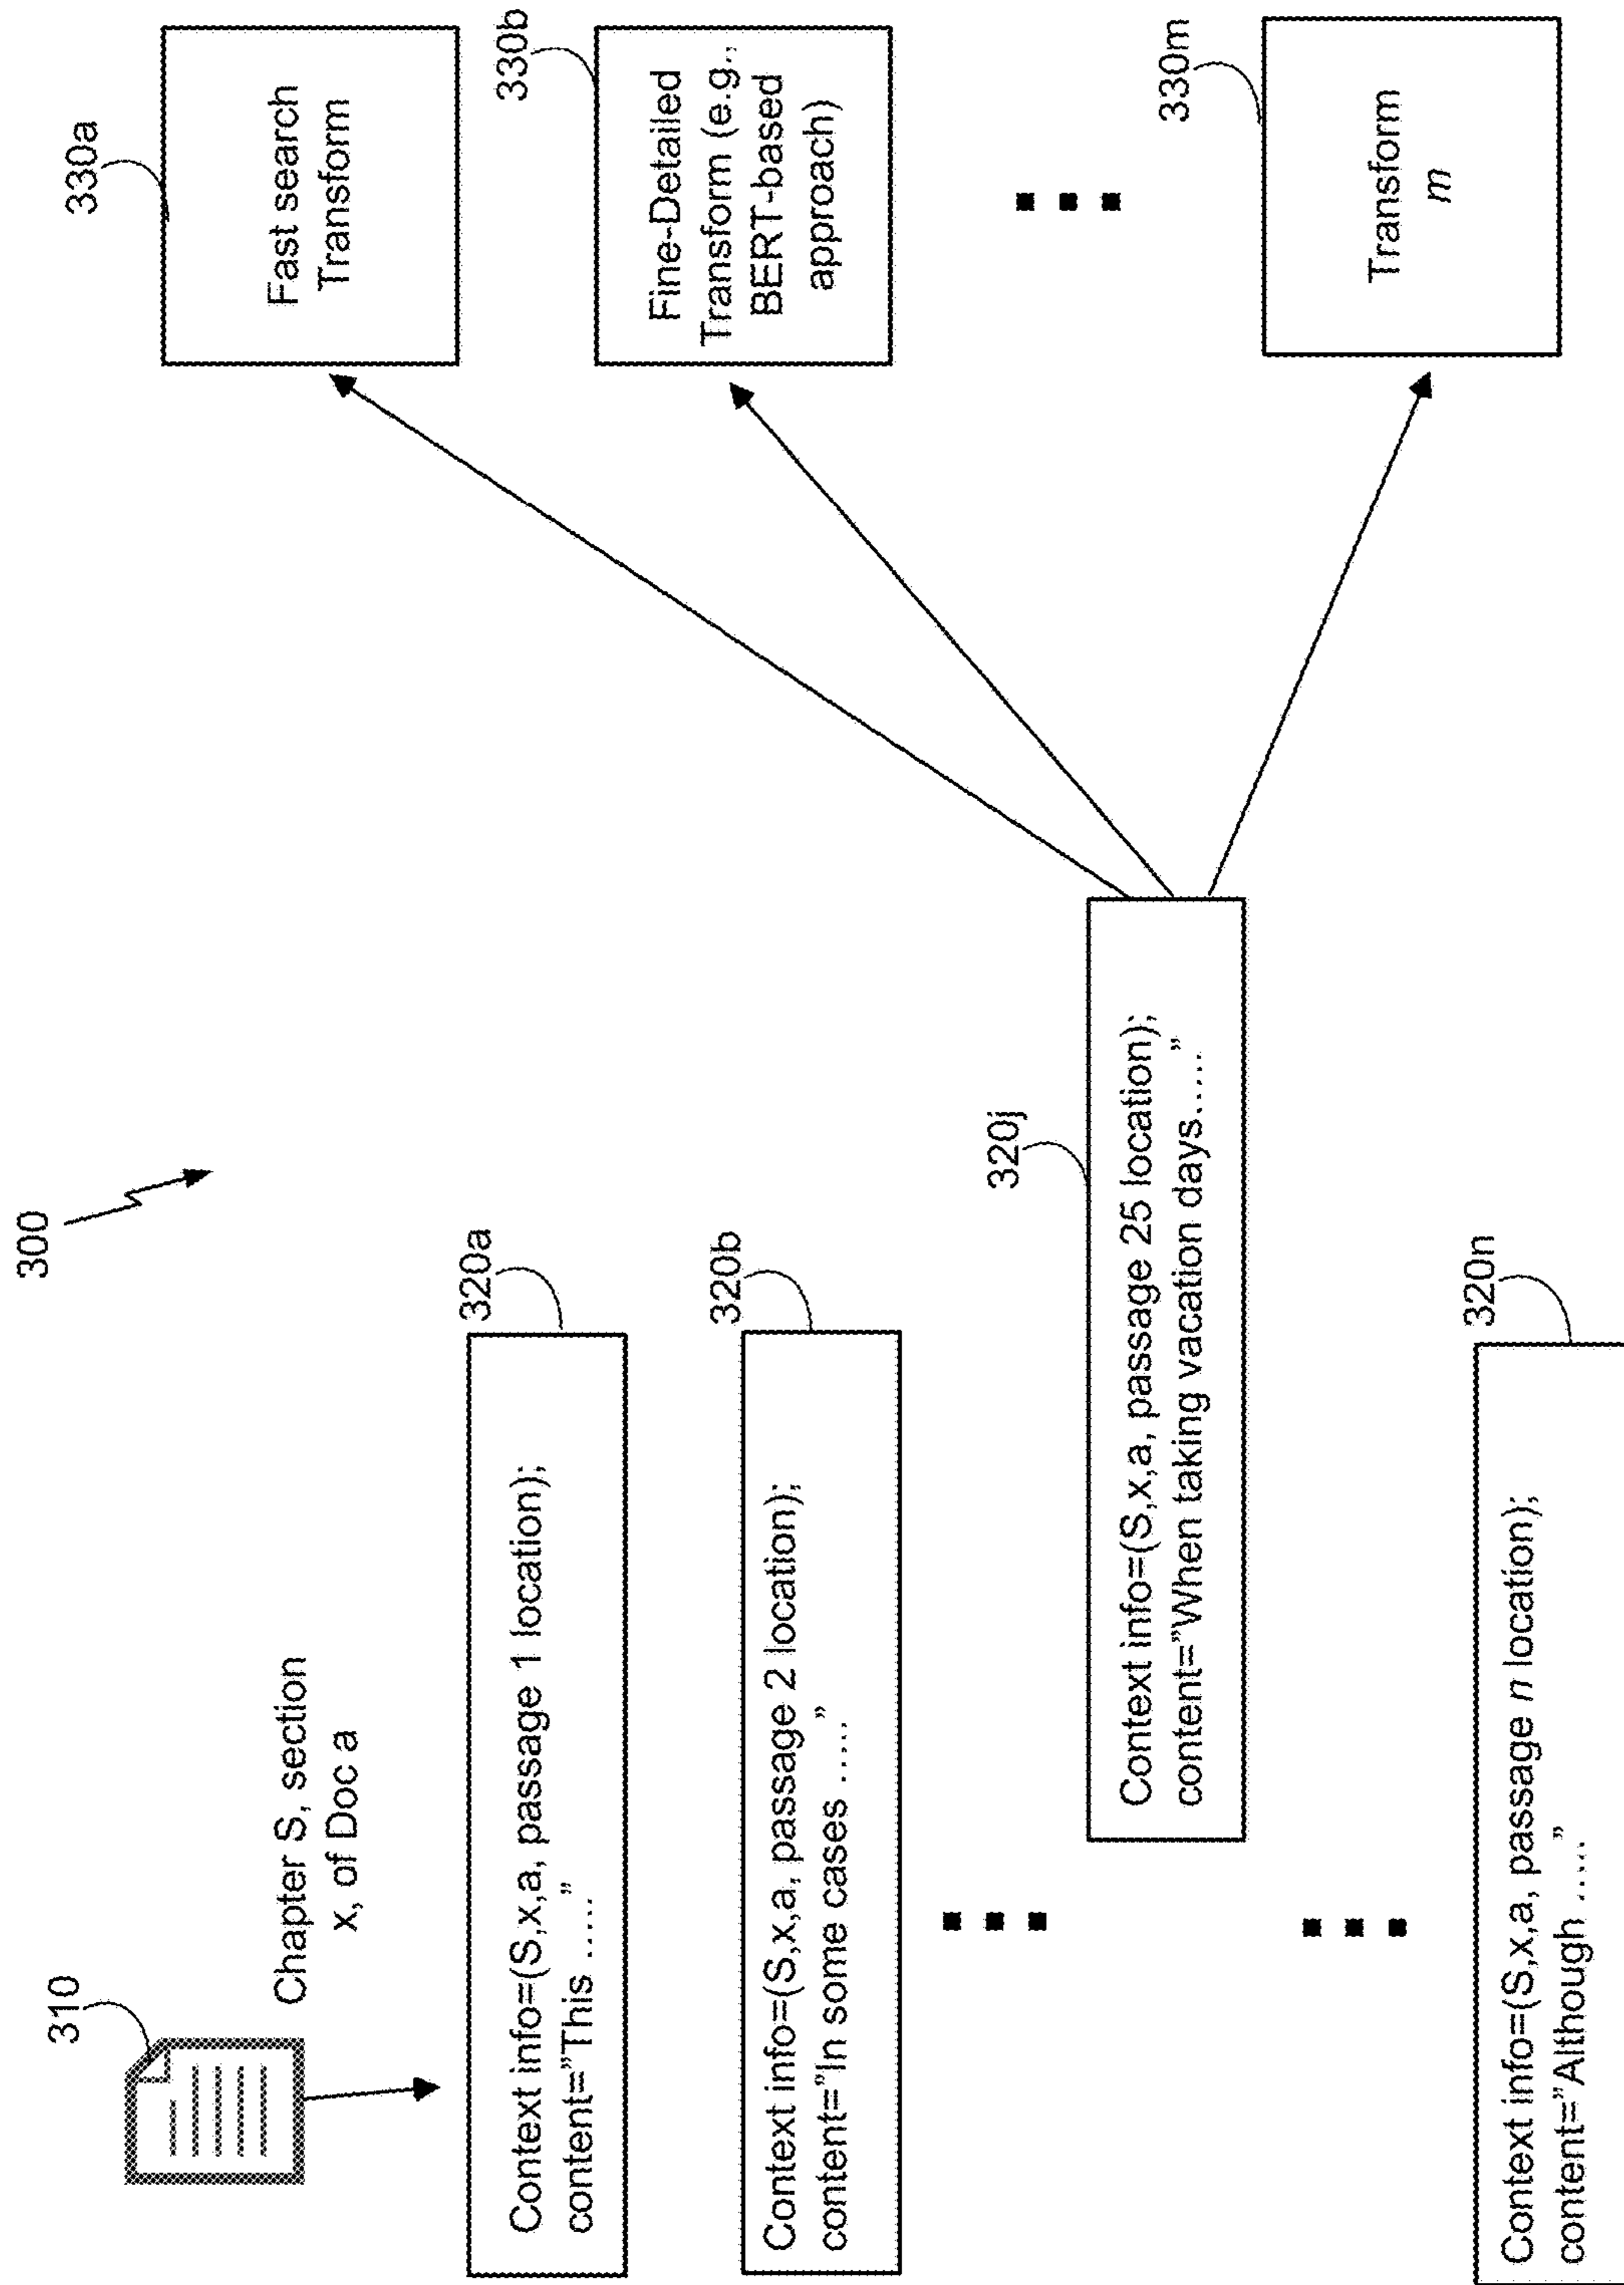 300
310
Chapter S, section
x, of Doc a
320a
Context info=(S,x,a, passage 1 location);
content=”This .....”
320b
Context info=(S,x,a, passage 2 location);
content=”In some cases .....”
320j
Context info=(S,x,a, passage 25 location);
content=”When taking vacation days.....”
320n
Context info=(S,x,a, passage n location);
content=”Although .....”
330a
Fast search
Transform
330b
Fine-Detailed
Transform (e.g.,
BERT-based
approach)
330m
Transform
m